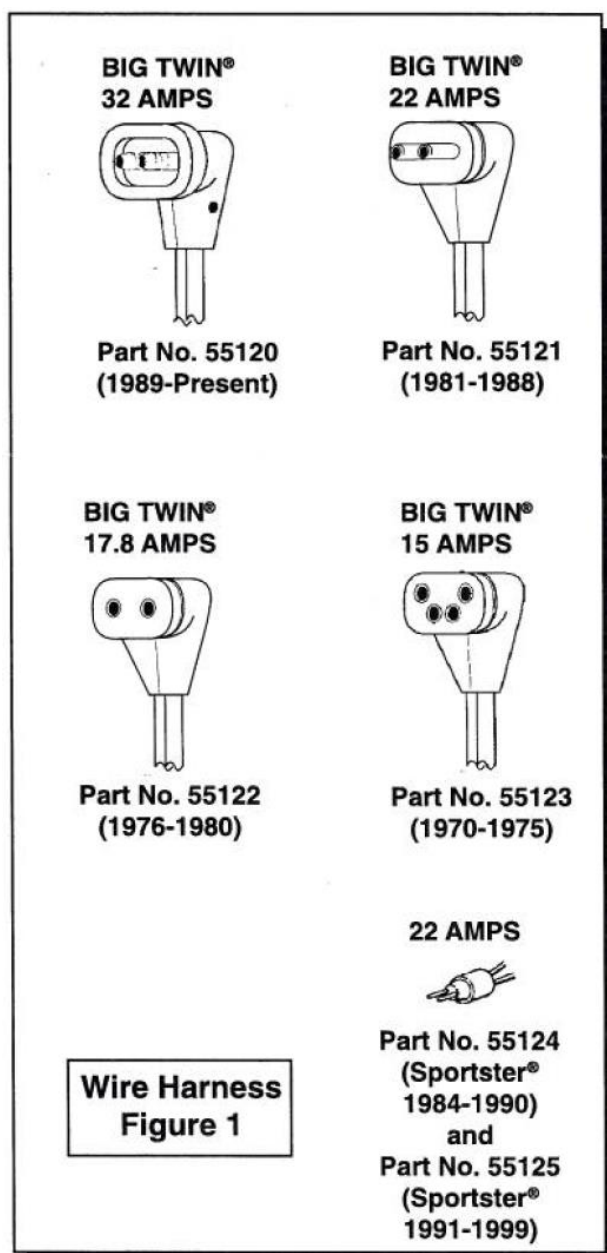 BIG TWIN®
32 AMPS
Part No. 55120
(1989-Present)
BIG TWIN®
22 AMPS
Part No. 55121
(1981-1988)
BIG TWIN®
17.8 AMPS
Part No. 55122
(1976-1980)
BIG TWIN®
15 AMPS
Part No. 55123
(1970-1975)
22 AMPS
Part No. 55124
(Sportster®
1984-1990)
and
Part No. 55125
(Sportster®
1991-1999)
Wire Harness
Figure 1